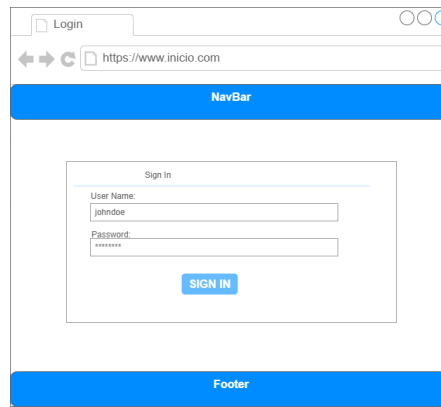 Login
https://www.inicio.com
NavBar
Sign In
User Name:
johndoe
Password:
********
SIGN IN
Footer